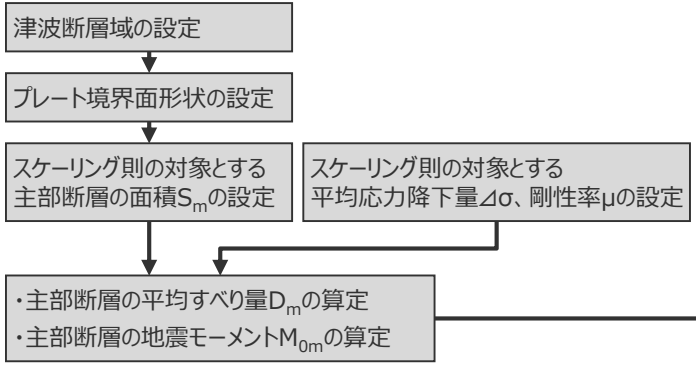 津波断層域の設定
プレート境界面形状の設定
スケーリング則の対象とする
主部断層の面積Smの設定
スケーリング則の対象とする
平均応力降下量⊿σ、剛性率μの設定
・主部断層の平均すべり量Dmの算定
・主部断層の地震モーメントM0mの算定